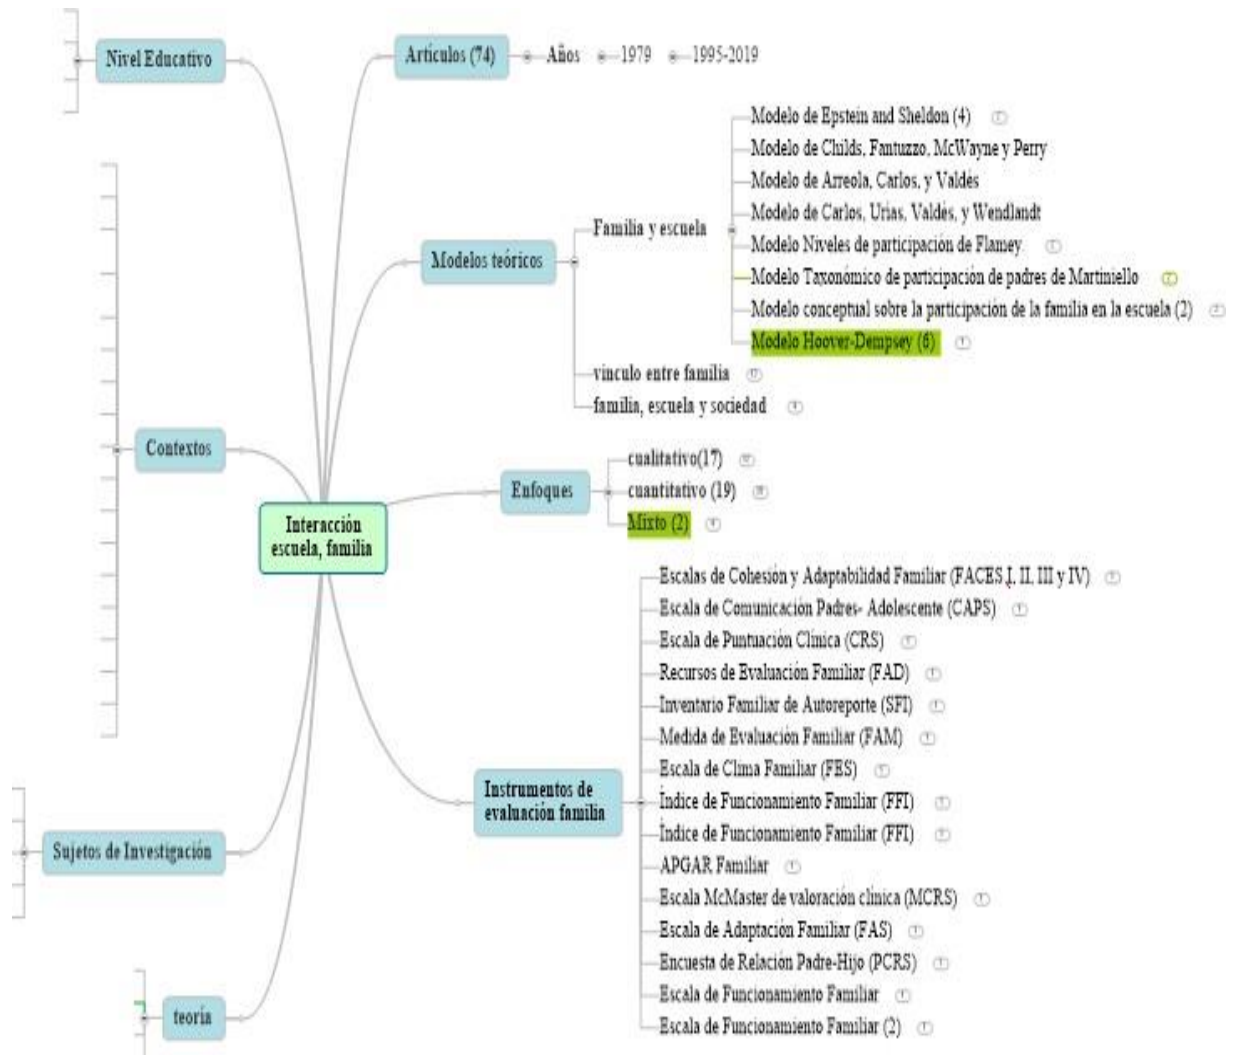 Nivel Educativo
Artículos (74)
Años
1979
1995-2019
Modelos teóricos
Familia y escuela
Modelo de Epstein and Sheldon (4)
Modelo de Childs, Fantuzzo, McWayne y Perry
Modelo de Arreola, Carlos, y Valdés
Modelo de Carlos, Urias, Valdés, y Wendlandt
Modelo Niveles de participación de Flamey.
Modelo Taxonómico de participación de padres de Martiniello
Modelo conceptual sobre la participación de la familia en la escuela (2)
Modelo Hoover-Dempsey (6)
vinculo entre familia
familia, escuela y sociedad
Contextos
Enfoques
cualitativo(17)
cuantitativo (19)
Mixto (2)
Interacción
escuela, familia
Instrumentos de
evaluación familia
Escalas de Cohesión y Adaptabilidad Familiar (FACES,I, II, III y IV)
Escala de Comunicación Padres- Adolescente (CAPS)
Escala de Puntuación Clínica (CRS)
Recursos de Evaluación Familiar (FAD)
Inventario Familiar de Autoreporte (SFI)
Medida de Evaluación Familiar (FAM)
Escala de Clima Familiar (FES)
Índice de Funcionamiento Familiar (FFI)
Índice de Funcionamiento Familiar (FFI)
APGAR Familiar
Escala McMaster de valoración clínica (MCRS)
Escala de Adaptación Familiar (FAS)
Encuesta de Relación Padre-Hijo (PCRS)
Escala de Funcionamiento Familiar
Escala de Funcionamiento Familiar (2)
Sujetos de Investigación
teoría